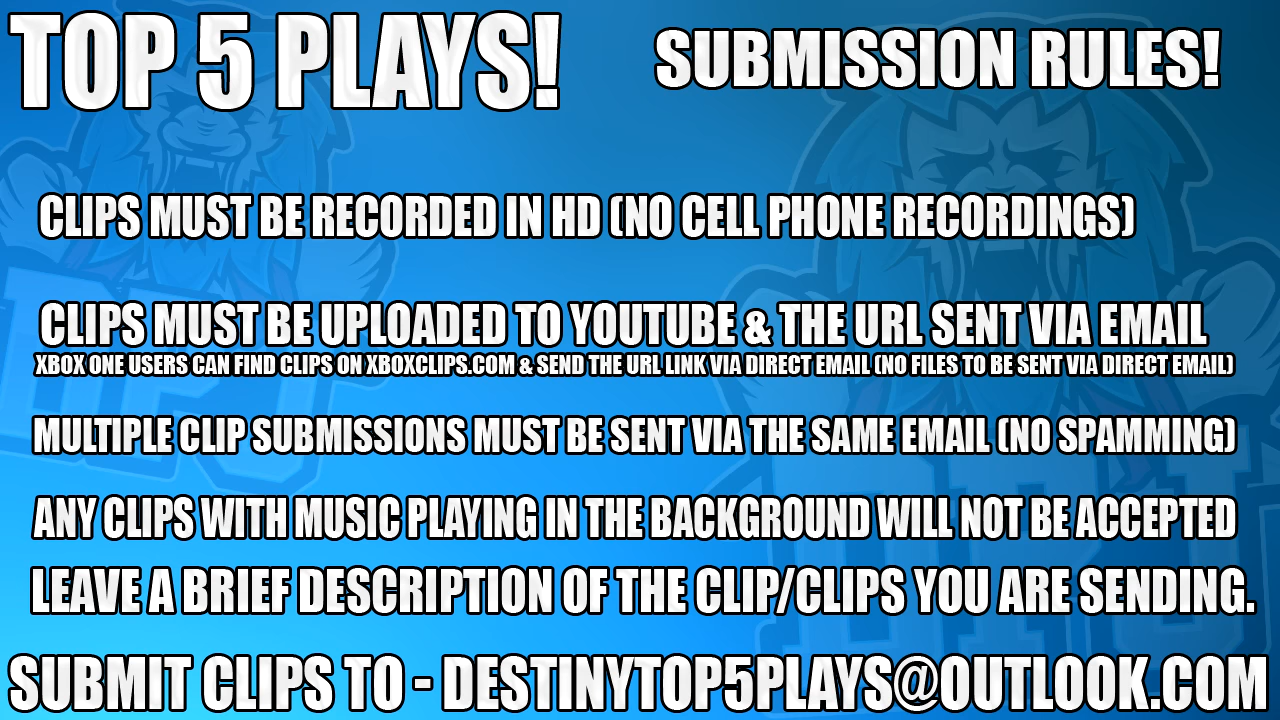 TOP 5 PLAYS!
SUBMISSION RULES!
CLIPS MUST BE RECORDED IN HD (NO CELL PHONE RECORDINGS)
CLIPS MUST BE UPLOADED TO YOUTUBE & THE URL SENT VIA EMAIL
XBOX ONE USERS CAN FIND CLIPS ON XBOXCLIPS.COM & SEND THE URL LINK VIA DIRECT EMAIL (NO FILES TO BE SENT VIA DIRECT EMAIL)
MULTIPLE CLIP SUBMISSIONS MUST BE SENT VIA THE SAME EMAIL (NO SPAMMING)
ANY CLIPS WITH MUSIC PLAYING IN THE BACKGROUND WILL NOT BE ACCEPTED
LEAVE A BRIEF DESCRIPTION OF THE CLIP/CLIPS YOU ARE SENDING.
SUBMIT CLIPS TO - DESTINYTOP5PLAYS@OUTLOOK.COM